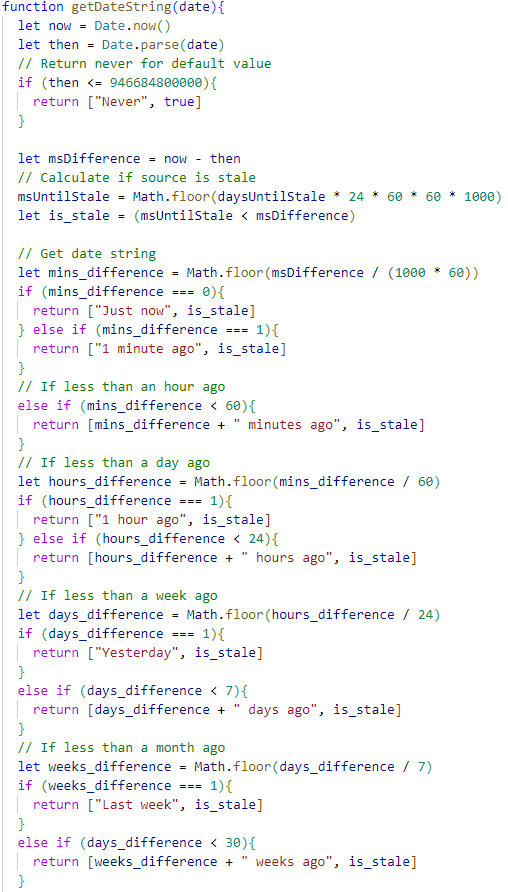 function getDateString(date){
let now = Date.now()
let then = Date.parse(date)
// Return never for default value
if (then <= 946684800000){
return ["Never", true]
}
let msDifference = now - then
// Calculate if source is stale
msUntilStale = Math.floor(daysUntilStale * 24 * 60 * 60 * 1000)
let is_stale = (msUntilStale < msDifference)
// Get date string
let mins_difference = Math.floor(msDifference / (1000 * 60))
if (mins_difference === 0){
return ["Just now", is_stale]
} else if (mins_difference === 1){
return ["1 minute ago", is_stale]
}
// If less than an hour ago
else if (mins_difference < 60){
return [mins_difference + " minutes ago", is_stale]
}
// If less than a day ago
let hours_difference = Math.floor(mins_difference / 60)
if (hours_difference === 1){
return ["1 hour ago", is_stale]
} else if (hours_difference < 24){
return [hours_difference + " hours ago", is_stale]
}
// If less than a week ago
let days_difference = Math.floor(hours_difference / 24)
if (days_difference === 1){
return ["Yesterday", is_stale]
}
else if (days_difference < 7){
return [days_difference + " days ago", is_stale]
}
// If less than a month ago
let weeks_difference = Math.floor(days_difference / 7)
if (weeks_difference === 1){
return ["Last week", is_stale]
}
else if (days_difference < 30){
return [weeks_difference + " weeks ago", is_stale]
}